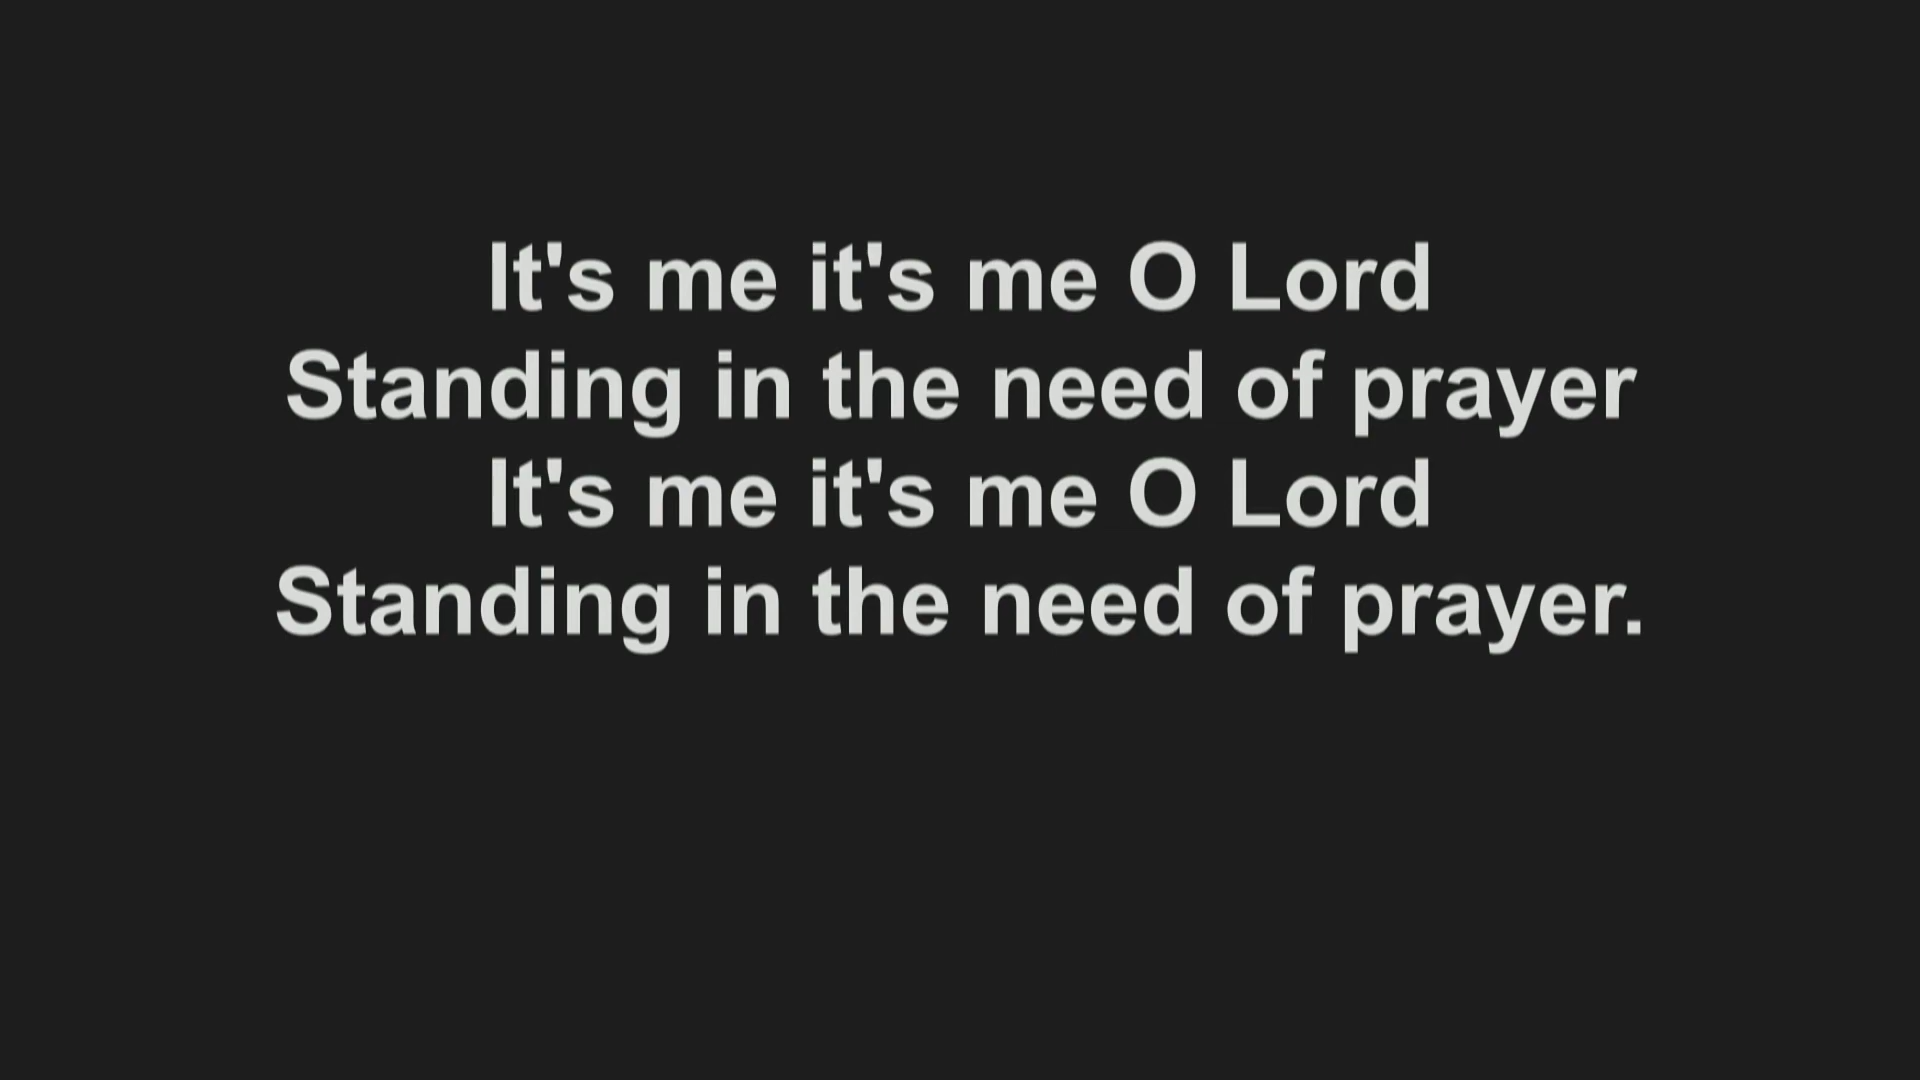 It's me it's me O Lord
Standing in the need of prayer
It's me it's me O Lord
Standing in the need of prayer.